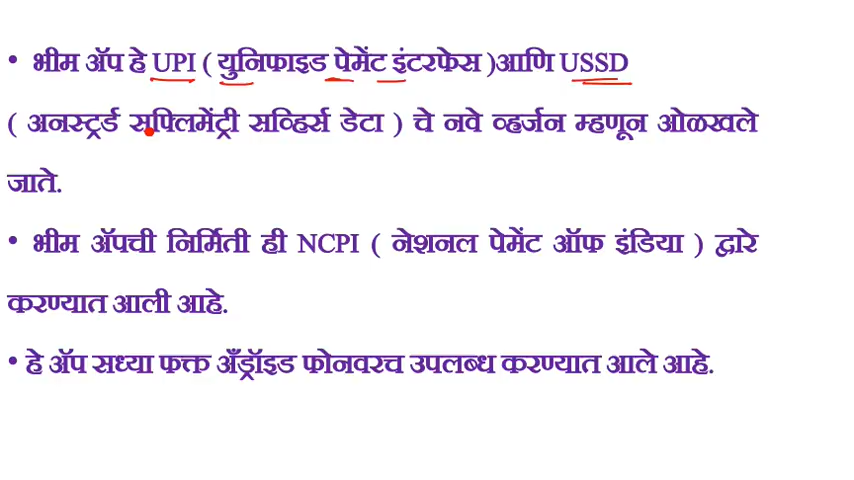 • भीम ॲप हे UPI ( युनिफाइड पेमेंट इंटरफेस )आणि USSD
( अनस्ट्रर्ड सप्लिमेंट्री सर्व्हिस डेटा ) चे नवे व्हर्जन म्हणून ओळखले
जाते.
• भीम ॲपची निर्मिती ही NCPI ( नेशनल पेमेंट ऑफ इंडिया ) द्वारे
करण्यात आली आहे.
• हे ॲप सध्या फक्त अँड्रॉइड फोनवरच उपलब्ध करण्यात आले आहे.